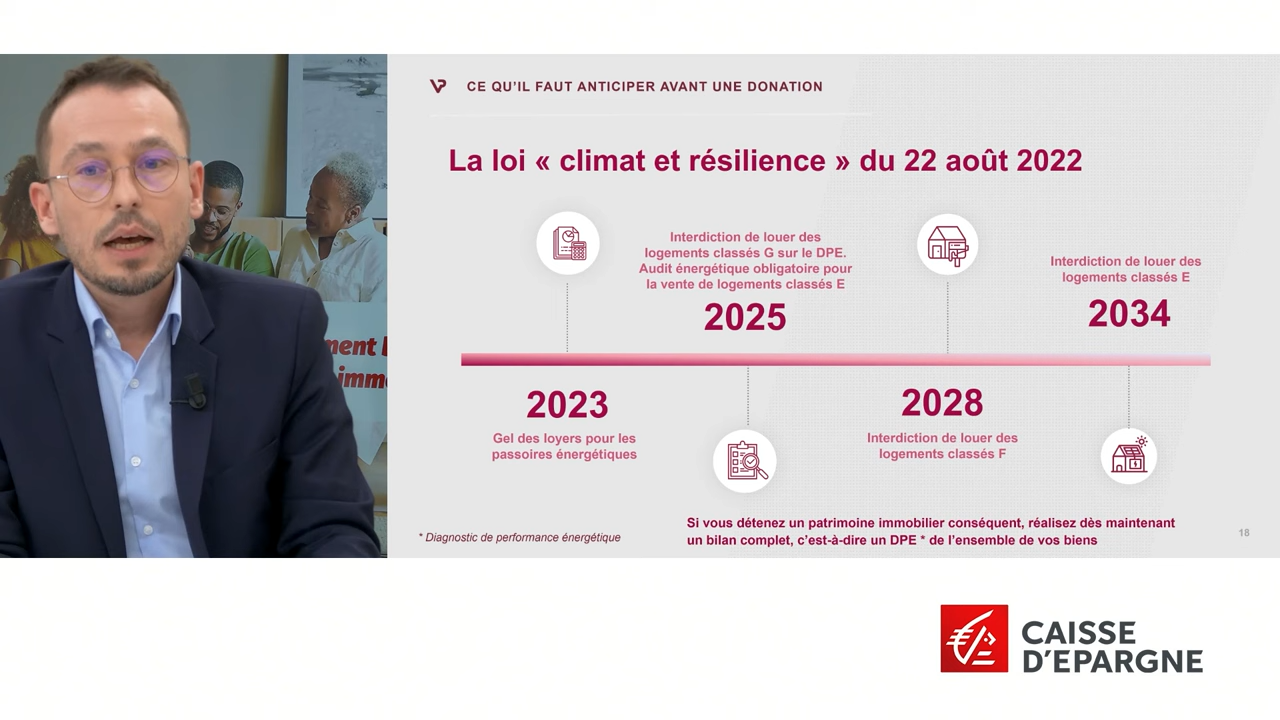 CE QU'IL FAUT ANTICIPER AVANT UNE DONATION
La loi « climat et résilience » du 22 août 2022
Interdiction de louer des
logements classés G sur le DPE.
Audit énergétique obligatoire pour
la vente de logements classés E
2025
Interdiction de louer des
logements classés E
2034
2023
Gel des loyers pour les
passoires énergétiques
2028
Interdiction de louer des
logements classés F
Si vous détenez un patrimoine immobilier conséquent, réalisez dès maintenant
un bilan complet, c'est-à-dire un DPE * de l'ensemble de vos biens
* Diagnostic de performance énergétique
18
CAISSE
D'EPARGNE